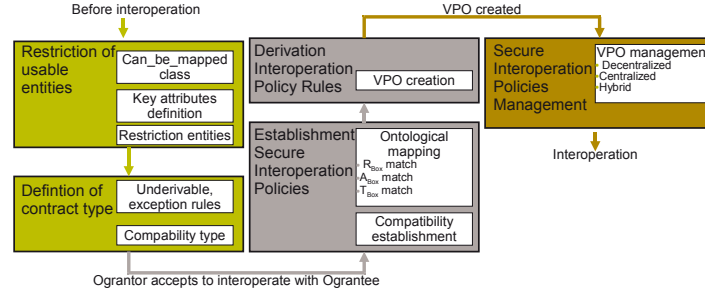 Before interoperation
VPO created
Restriction of
usable
entities
Can_be_mapped
class
Key attributes
definition
Restriction entities
Defintion of
contract type
Underivable,
exception rules
Compability type
Derivation
Interoperation
Policy Rules
VPO creation
Establishment
Secure
Interoperation
Policies
Ontological
mapping
RBox match
ABox match
TBox match
Compatibility
establishment
Secure
Interoperation
Policies
Management
VPO management
Decentralized
Centralized
Hybrid
Interoperation
Ograntor accepts to interoperate with Ograntee